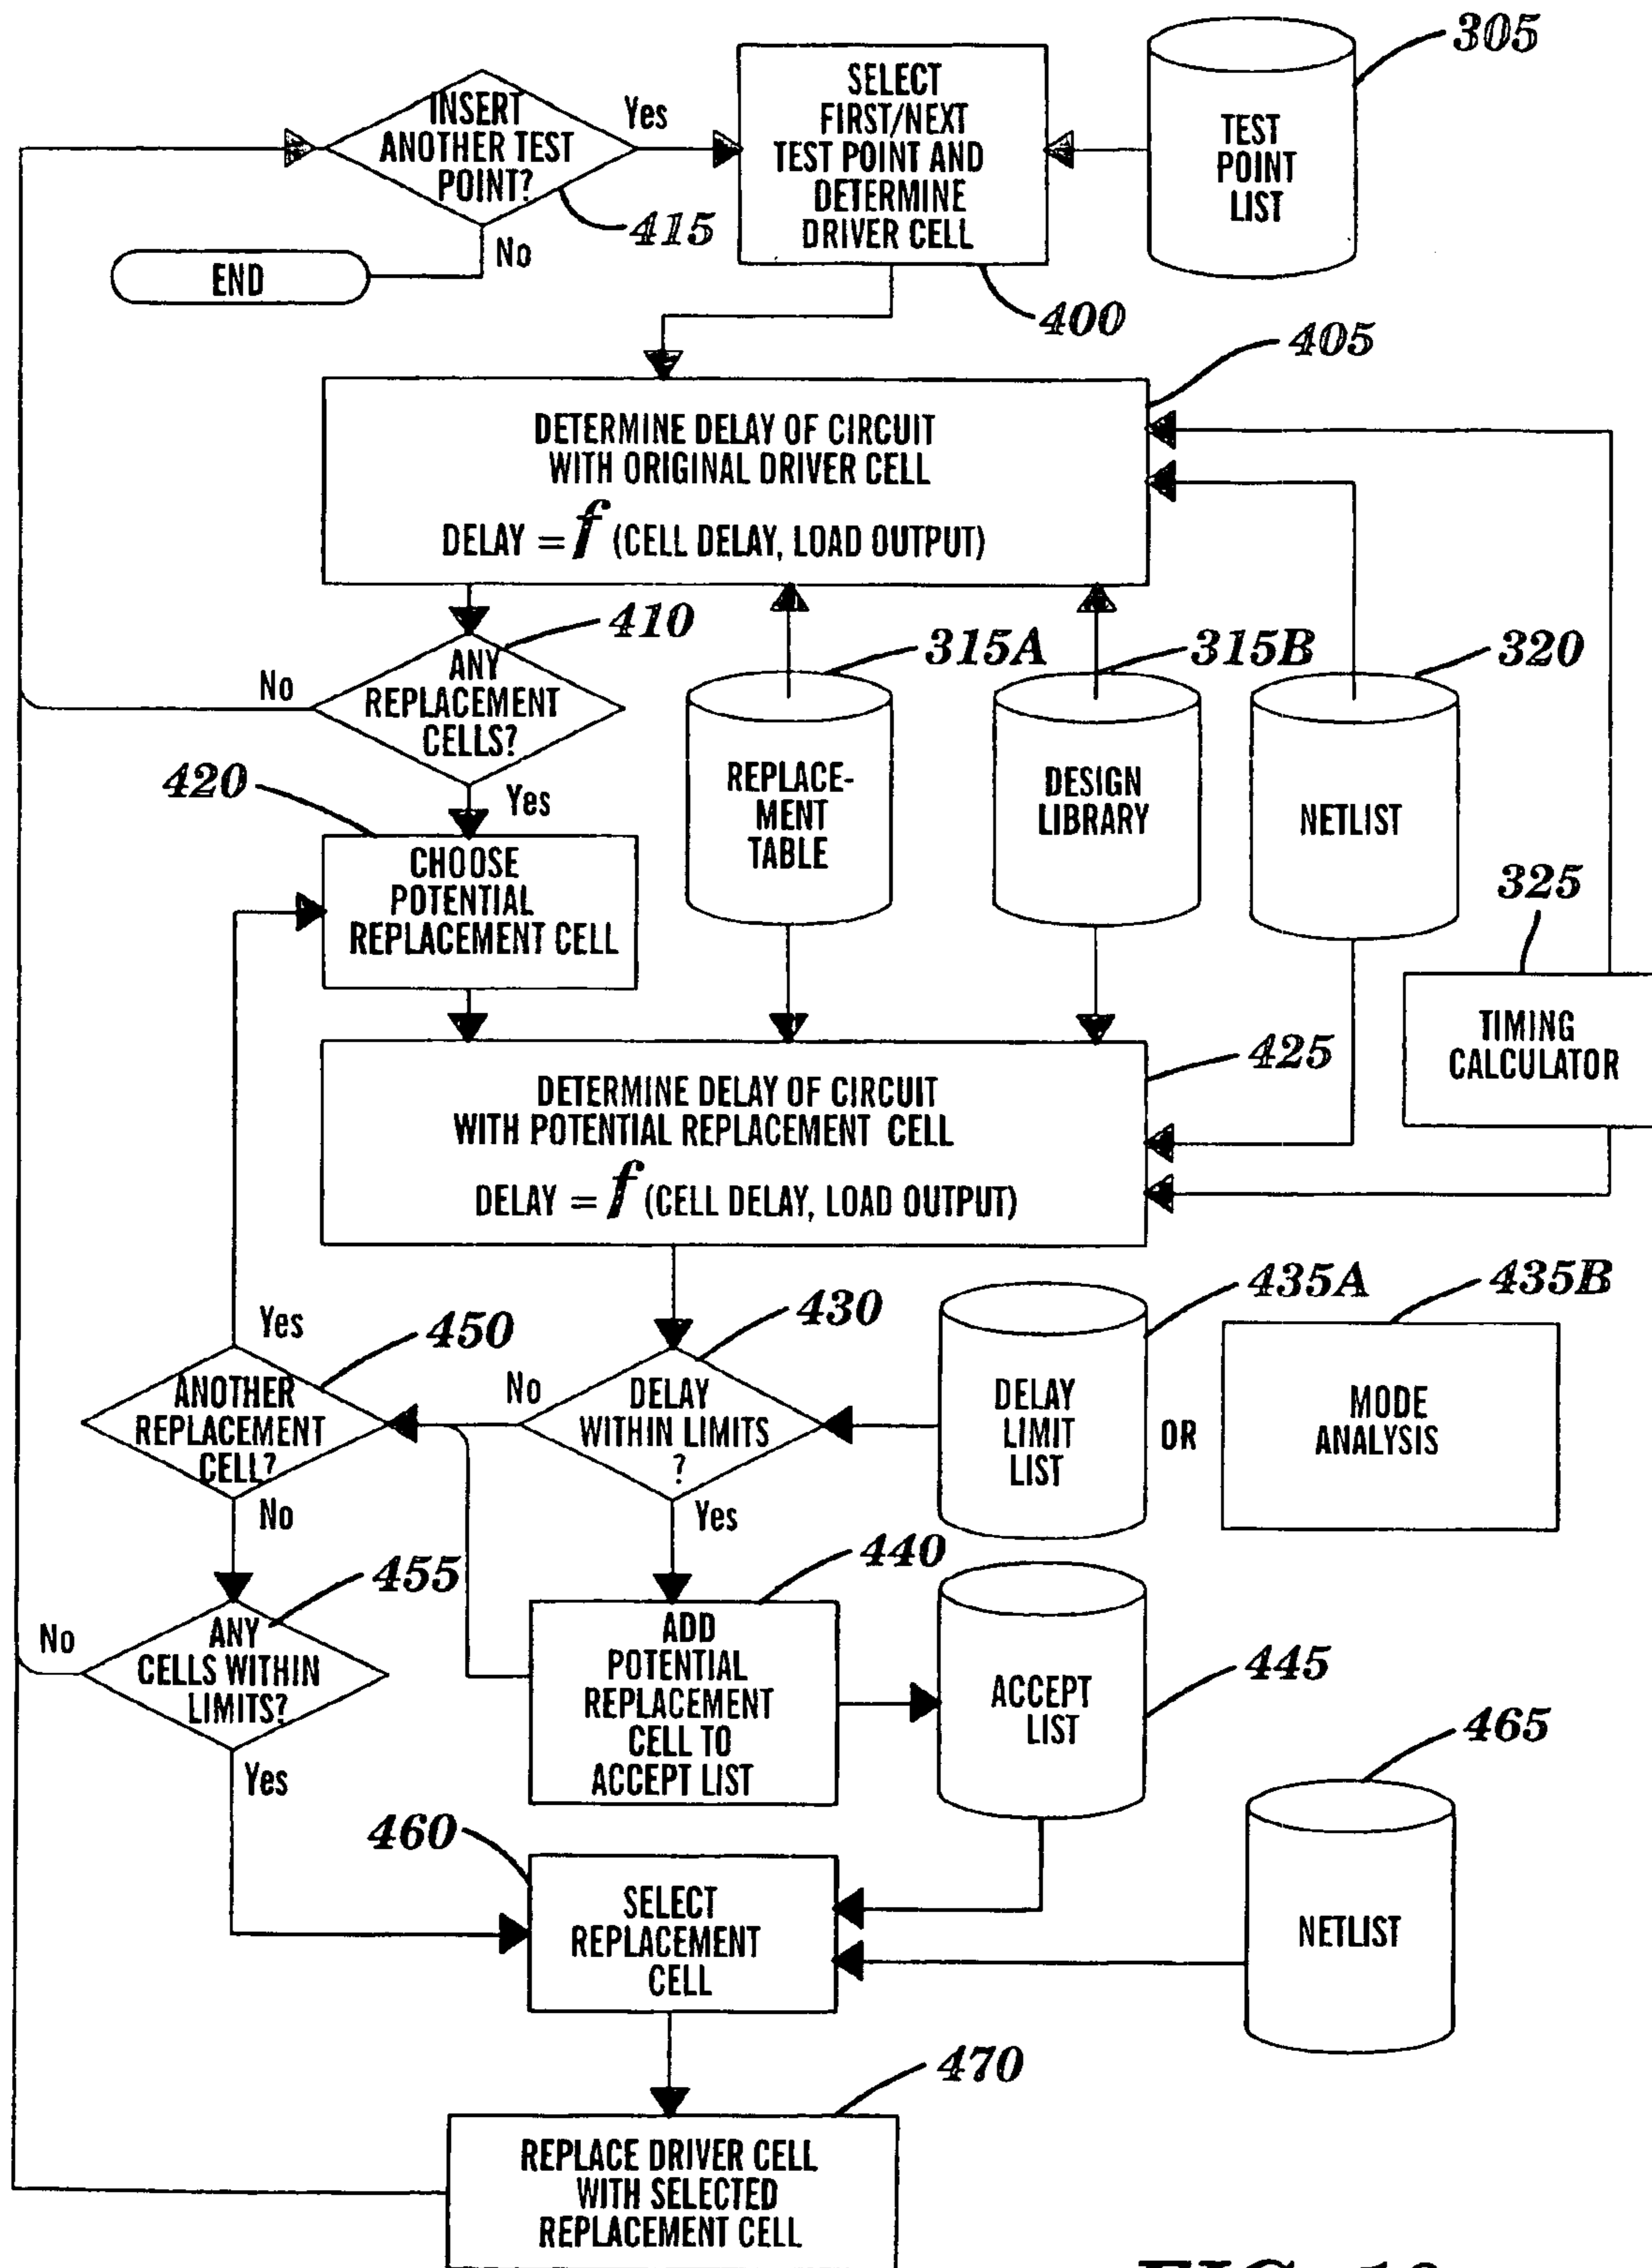 305
INSERT
ANOTHER TEST
POINT?
Yes
SELECT
FIRST/NEXT
TEST POINT AND
DETERMINE
DRIVER CELL
TEST
POINT
LIST
415
No
END
400
405
DETERMINE DELAY OF CIRCUIT
WITH ORIGINAL DRIVER CELL
DELAY = f (CELL DELAY, LOAD OUTPUT)
410
315A
315B
320
ANY
REPLACEMENT
CELLS?
No
Yes
REPLACE-
MENT
TABLE
DESIGN
LIBRARY
NETLIST
420
CHOOSE
POTENTIAL
REPLACEMENT CELL
325
TIMING
CALCULATOR
425
DETERMINE DELAY OF CIRCUIT
WITH POTENTIAL REPLACEMENT CELL
DELAY = f (CELL DELAY, LOAD OUTPUT)
435A
435B
430
450
Yes
ANOTHER
REPLACEMENT
CELL?
No
No
DELAY
WITHIN LIMITS
?
Yes
DELAY
LIMIT
LIST
OR
MODE
ANALYSIS
440
455
ANY
CELLS WITHIN
LIMITS?
No
Yes
ADD
POTENTIAL
REPLACEMENT
CELL TO
ACCEPT LIST
ACCEPT
LIST
445
465
460
SELECT
REPLACEMENT
CELL
NETLIST
470
REPLACE DRIVER CELL
WITH SELECTED
REPLACEMENT CELL